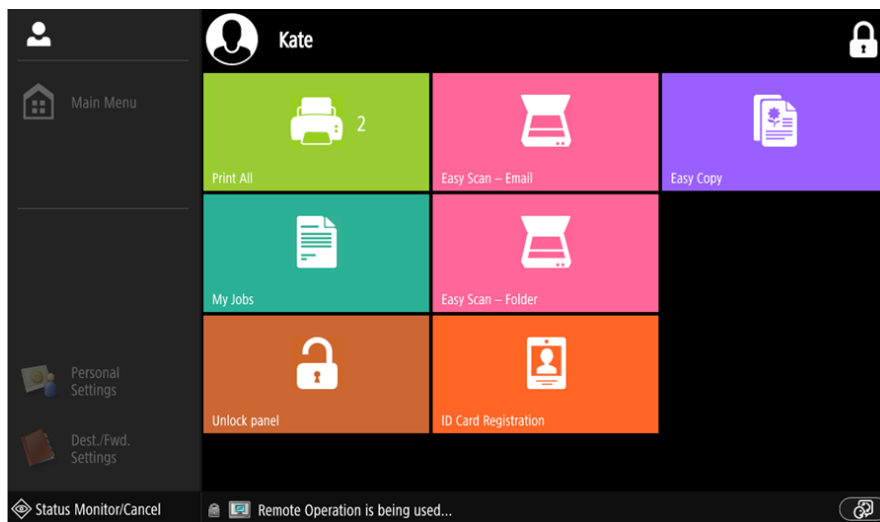 Kate
Main Menu
2
Print All
Easy Scan – Email
Easy Copy
My Jobs
Easy Scan – Folder
Personal
Settings
Unlock panel
ID Card Registration
Dest./Fwd.
Settings
Status Monitor/Cancel
Remote Operation is being used...